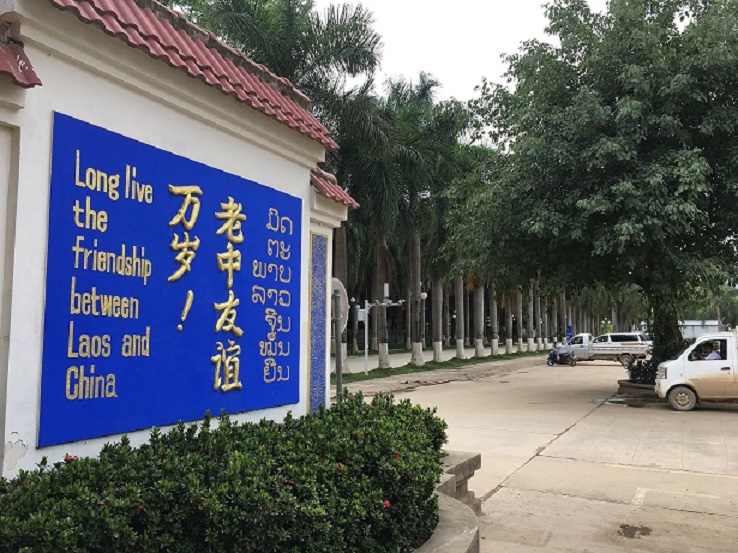 Long live
the
friendship
between
Laos and
China
老中友谊
万岁！
ມິດ
ຕະ
ພາບ
ລາວ
ຈີນ
ໝັ້ນ
ຍືນ